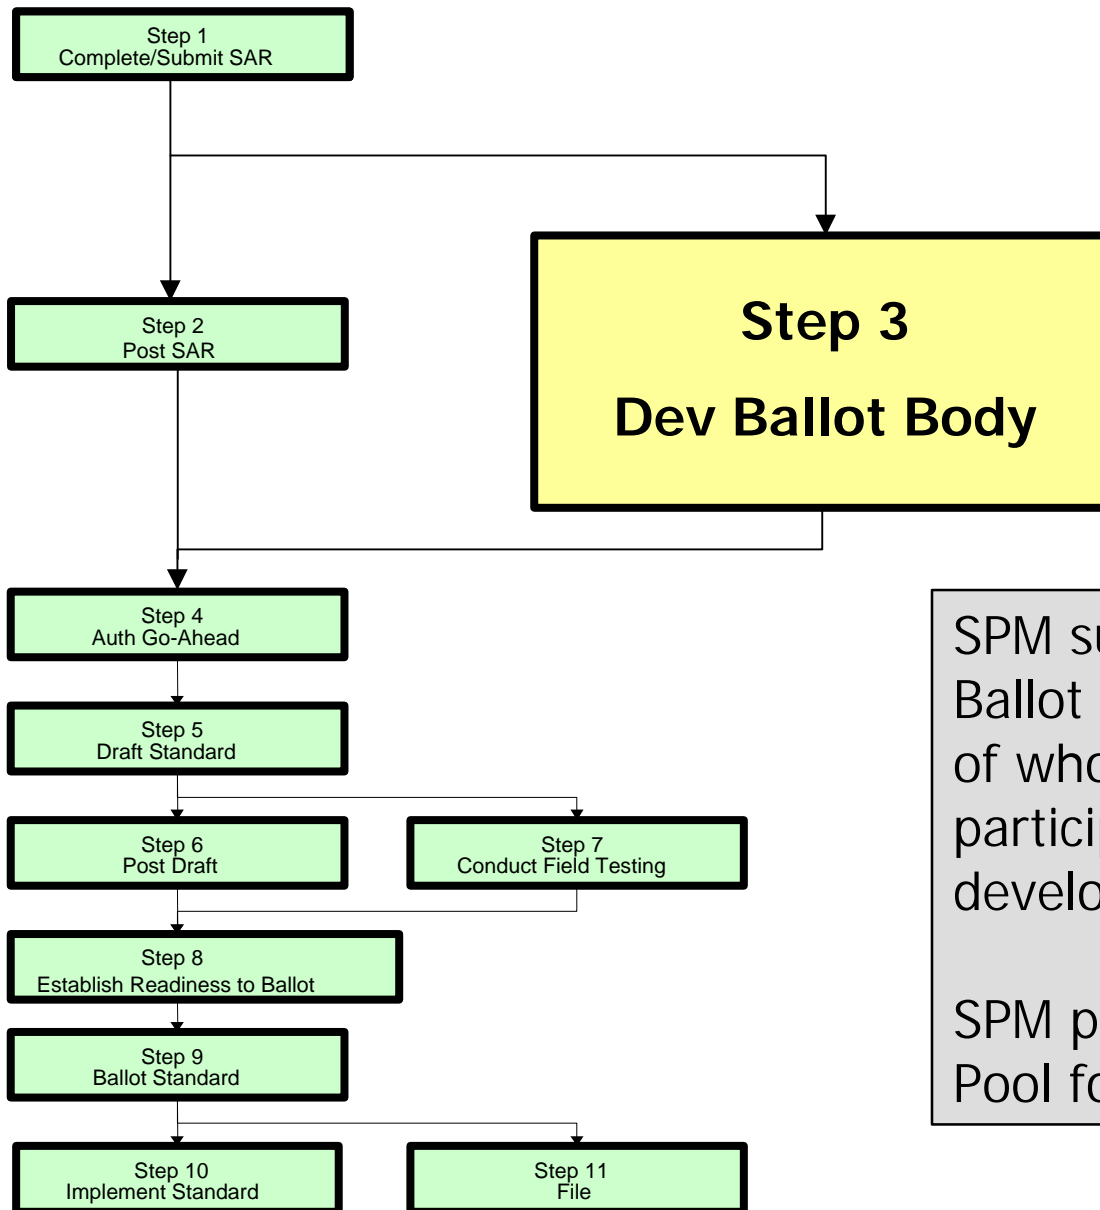 Step 1
Complete/Submit SAR
Step 2
Post SAR
Step 3
Dev Ballot Body
Step 4
Auth Go-Ahead
Step 5
Draft Standard
Step 6
Post Draft
Step 7
Conduct Field Testing
Step 8
Establish Readiness to Ballot
Step 9
Ballot Standard
Step 10
Implement Standard
Step 11
File
SPM
Ballot
of
SPM
Pool